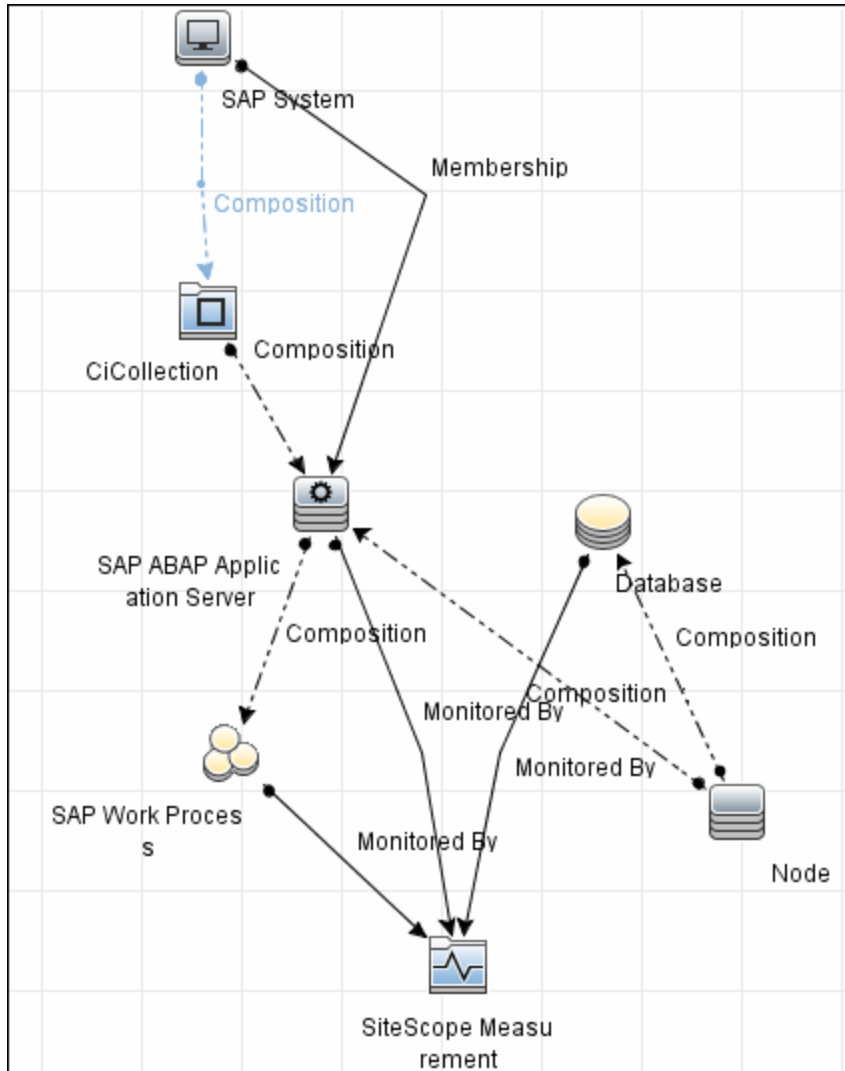 SAP System
Membership
Composition
Composition
CiCollection
SAP ABAP Applic
ation Server
Database
Composition
Composition
Composition
Monitored By
Monitored By
SAP Work Proces
s
Monitored By
Node
SiteScope Measu
rement